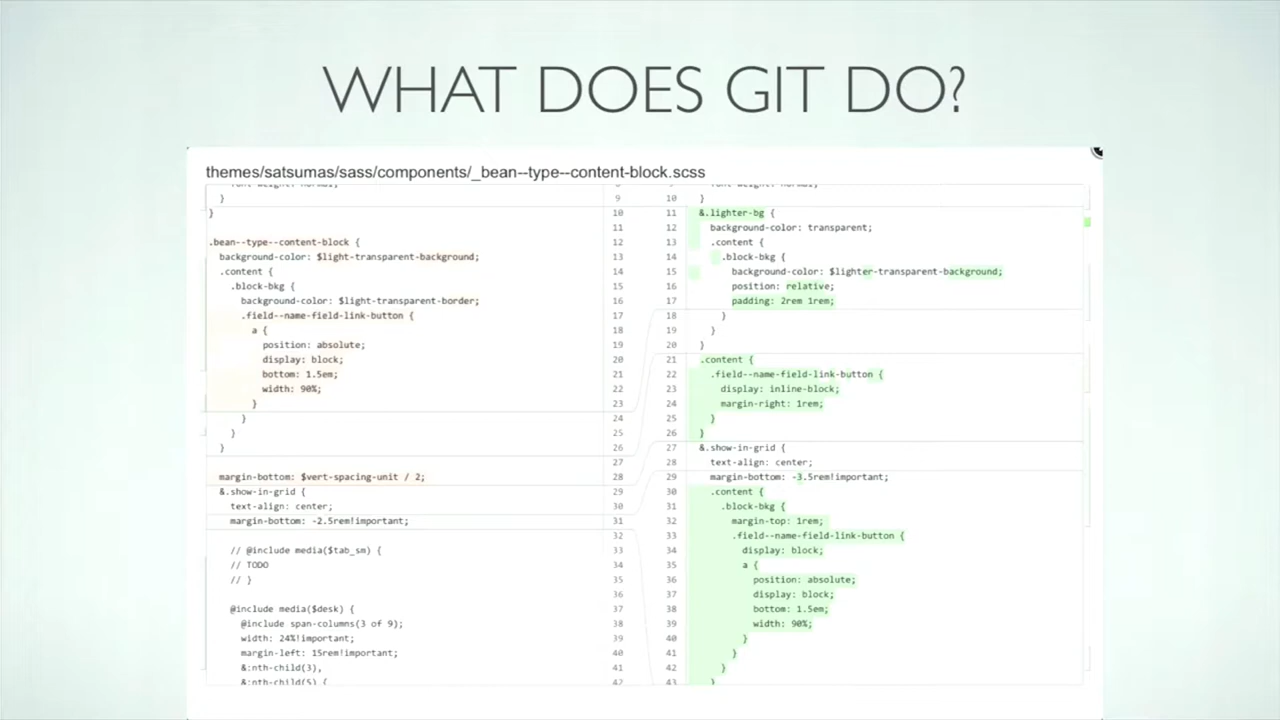 WHAT DOES GIT DO?
themes/satsumas/sass/components/_bean--type--content-block.scss
} 9
} 10
11
.bean--type--content-block { 12
background-color: $light-transparent-background; 13
.content { 14
.block-bkg { 15
background-color: $light-transparent-border; 16
.field--name-field-link-button { 17
a { 18
position: absolute; 19
display: block; 20
bottom: 1.5em; 21
width: 90%; 22
} 23
} 24
} 25
} 26
27
margin-bottom: $vert-spacing-unit / 2; 28
&.show-in-grid { 29
text-align: center; 30
margin-bottom: -2.5rem!important; 31
32
// @include media($tab_sm) { 33
// TODO 34
// } 35
36
@include media($desk) { 37
@include span-columns(3 of 9); 38
width: 24%!important; 39
margin-left: 15rem!important; 40
&:nth-child(3), 41
&:nth-child(5) { 42
10 }
11 &.lighter-bg {
12 background-color: transparent;
13 .content {
14 .block-bkg {
15 background-color: $lighter-transparent-background;
16 position: relative;
17 padding: 2rem 1rem;
18 }
19 }
20 }
21 .content {
22 .field--name-field-link-button {
23 display: inline-block;
24 margin-right: 1rem;
25 }
26 }
27 &.show-in-grid {
28 text-align: center;
29 margin-bottom: -3.5rem!important;
30 .content {
31 .block-bkg {
32 margin-top: 1rem;
33 .field--name-field-link-button {
34 display: block;
35 a {
36 position: absolute;
37 display: block;
38 bottom: 1.5em;
39 width: 90%;
40 }
41 }
42 }
43 }